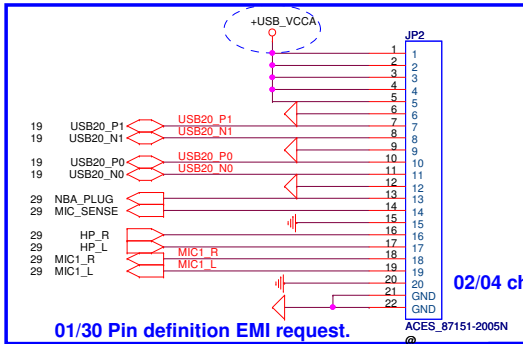 +USB_VCCA
JP2
1 1
2 2
3 3
4 4
5 5
6 6
19 USB20_P1 USB20_P1 7 7
19 USB20_N1 USB20_N1 8 8
9 9
19 USB20_P0 USB20_P0 10 10
19 USB20_N0 USB20_N0 11 11
12 12
29 NBA_PLUG 13 13
29 MIC_SENSE 14 14
15 15
29 HP_R 16 16
29 HP_L 17 17
29 MIC1_R MIC1_R 18 18
29 MIC1_L MIC1_L 19 19
20 20
21 GND
22 GND
02/04 ch
01/30 Pin definition EMI request.
ACES_87151-2005N
@